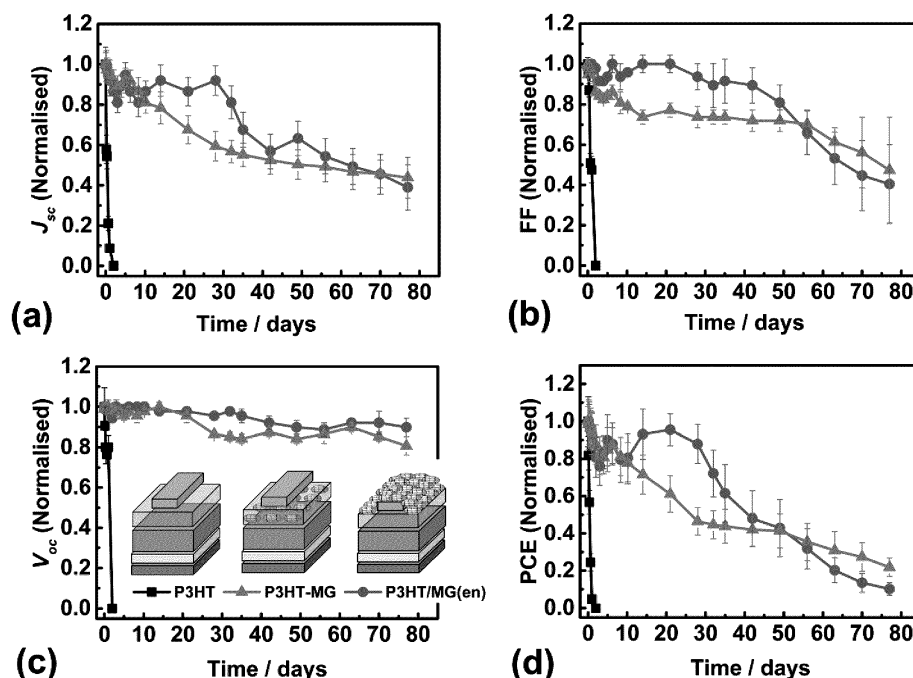 1.2
1.0
0.8
0.6
0.4
0.2
0.0
Jsc (Normalised)
0 10 20 30 40 50 60 70 80
Time / days
(a)
1.2
1.0
0.8
0.6
0.4
0.2
0.0
FF (Normalised)
0 10 20 30 40 50 60 70 80
Time / days
(b)
1.2
1.0
0.8
0.6
0.4
0.2
0.0
Voc (Normalised)
P3HT P3HT-MG P3HT/MG(en)
0 10 20 30 40 50 60 70 80
Time / days
(c)
1.2
1.0
0.8
0.6
0.4
0.2
0.0
PCE (Normalised)
0 10 20 30 40 50 60 70 80
Time / days
(d)